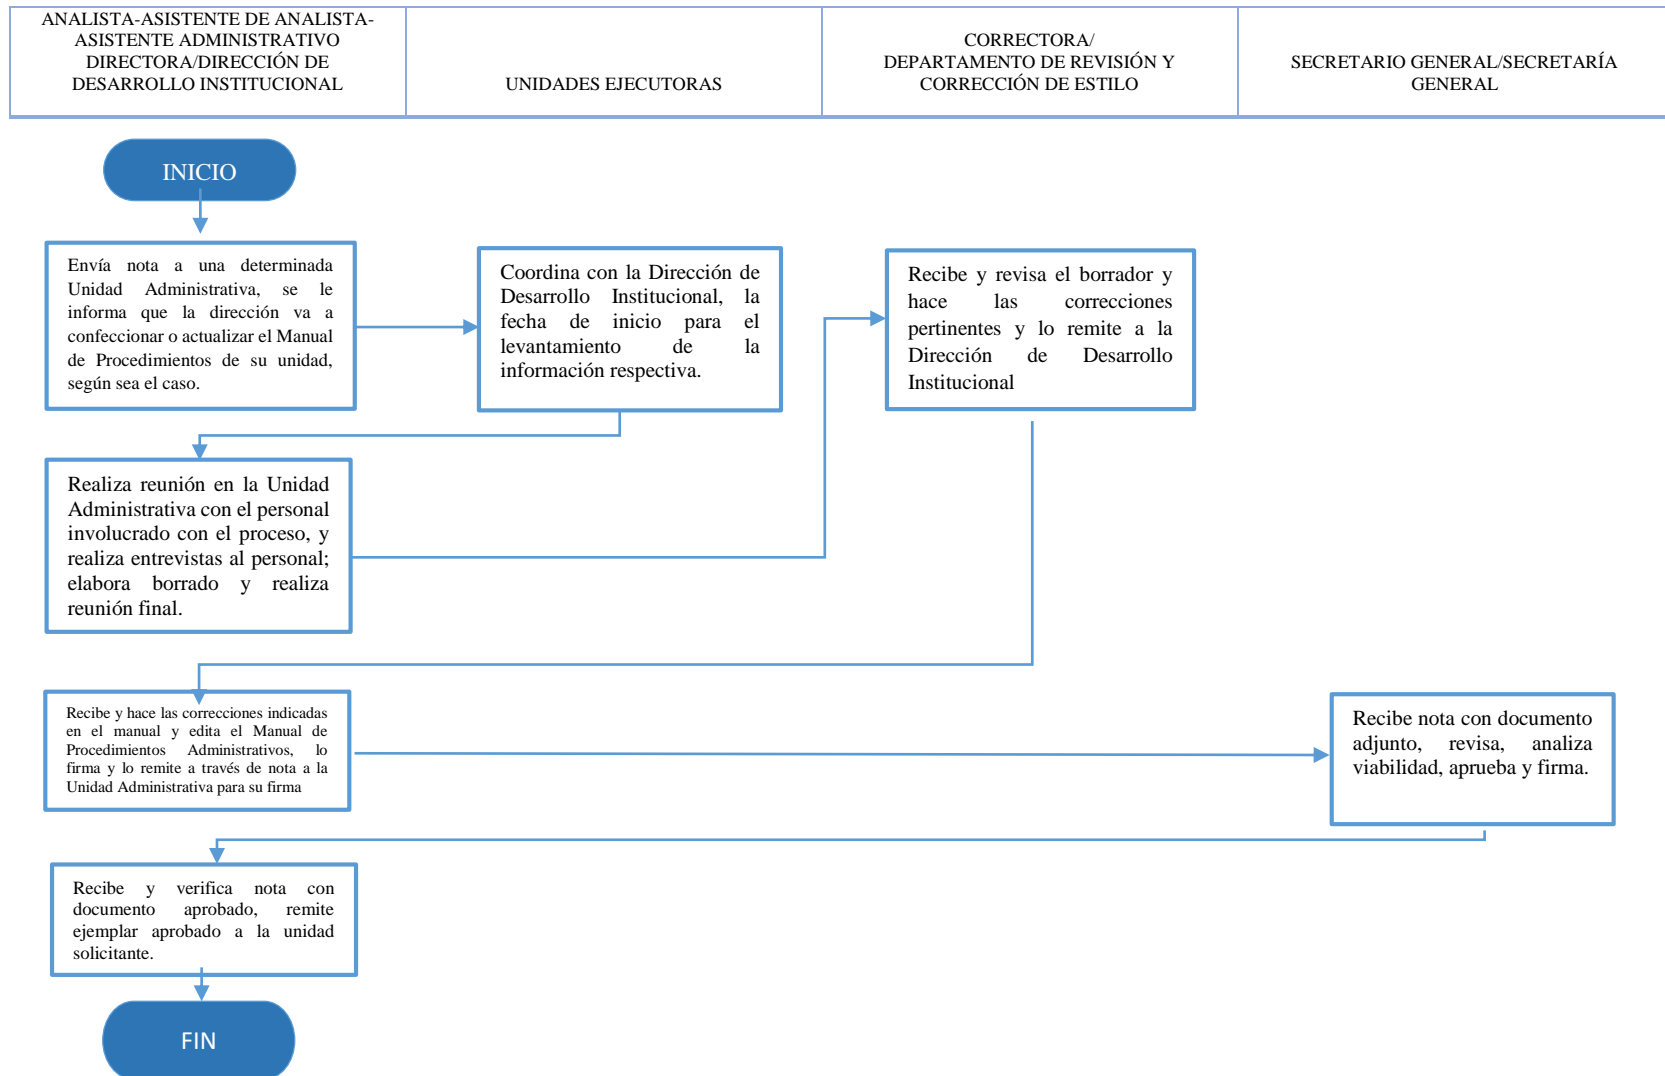 ANALISTA-ASISTENTE DE ANALISTA-
ASISTENTE ADMINISTRATIVO
DIRECTORA/DIRECCIÓN DE
DESARROLLO INSTITUCIONAL
UNIDADES EJECUTORAS
CORRECTORA/
DEPARTAMENTO DE REVISIÓN Y
CORRECCIÓN DE ESTILO
SECRETARIO GENERAL/SECRETARÍA
GENERAL
INICIO
Envía nota a una determinada
Unidad Administrativa, se le
informa que la dirección va a
confeccionar o actualizar el Manual
de Procedimientos de su unidad,
según sea el caso.
Coordina con la Dirección de
Desarrollo Institucional, la
fecha de inicio para el
levantamiento de la
información respectiva.
Recibe y revisa el borrador y
hace las correcciones
pertinentes y lo remite a la
Dirección de Desarrollo
Institucional
Realiza reunión en la Unidad
Administrativa con el personal
involucrado con el proceso, y
realiza entrevistas al personal;
elabora borrado y realiza
reunión final.
Recibe y hace las correcciones indicadas
en el manual y edita el Manual de
Procedimientos Administrativos, lo
firma y lo remite a través de nota a la
Unidad Administrativa para su firma
Recibe nota con documento
adjunto, revisa, analiza
viabilidad, aprueba y firma.
Recibe y verifica nota con
documento aprobado, remite
ejemplar aprobado a la unidad
solicitante.
FIN